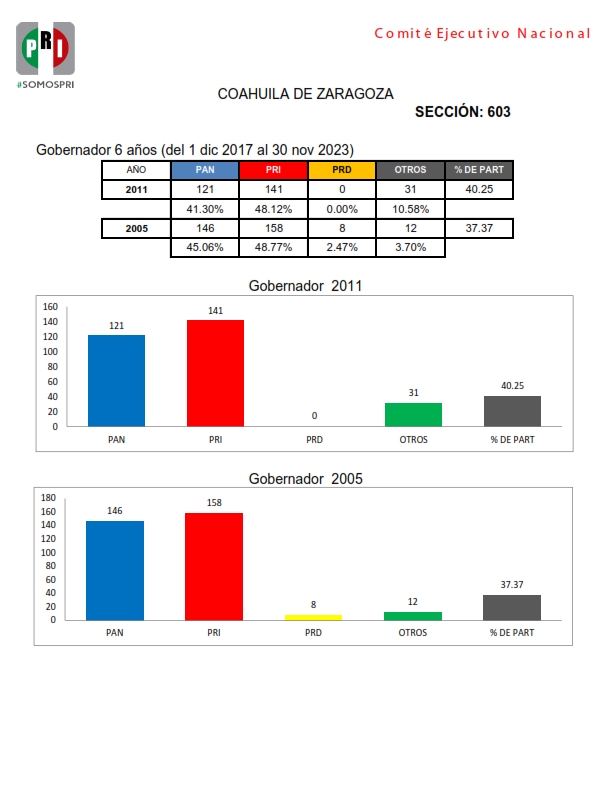 PRI
#SOMOSPRI
Comité Ejecutivo Nacional
COAHUILA DE ZARAGOZA
SECCIÓN: 603
Gobernador 6 años (del 1 dic 2017 al 30 nov 2023)
AÑO PAN PRI PRD OTROS % DE PART
2011 121 141 0 31 40.25
41.30% 48.12% 0.00% 10.58%
2005 146 158 8 12 37.37
45.06% 48.77% 2.47% 3.70%
Gobernador 2011
160
140
120
100
80
60
40
20
0
121
141
0
31
40.25
PAN PRI PRD OTROS % DE PART
Gobernador 2005
180
160
140
120
100
80
60
40
20
0
146
158
8
12
37.37
PAN PRI PRD OTROS % DE PART